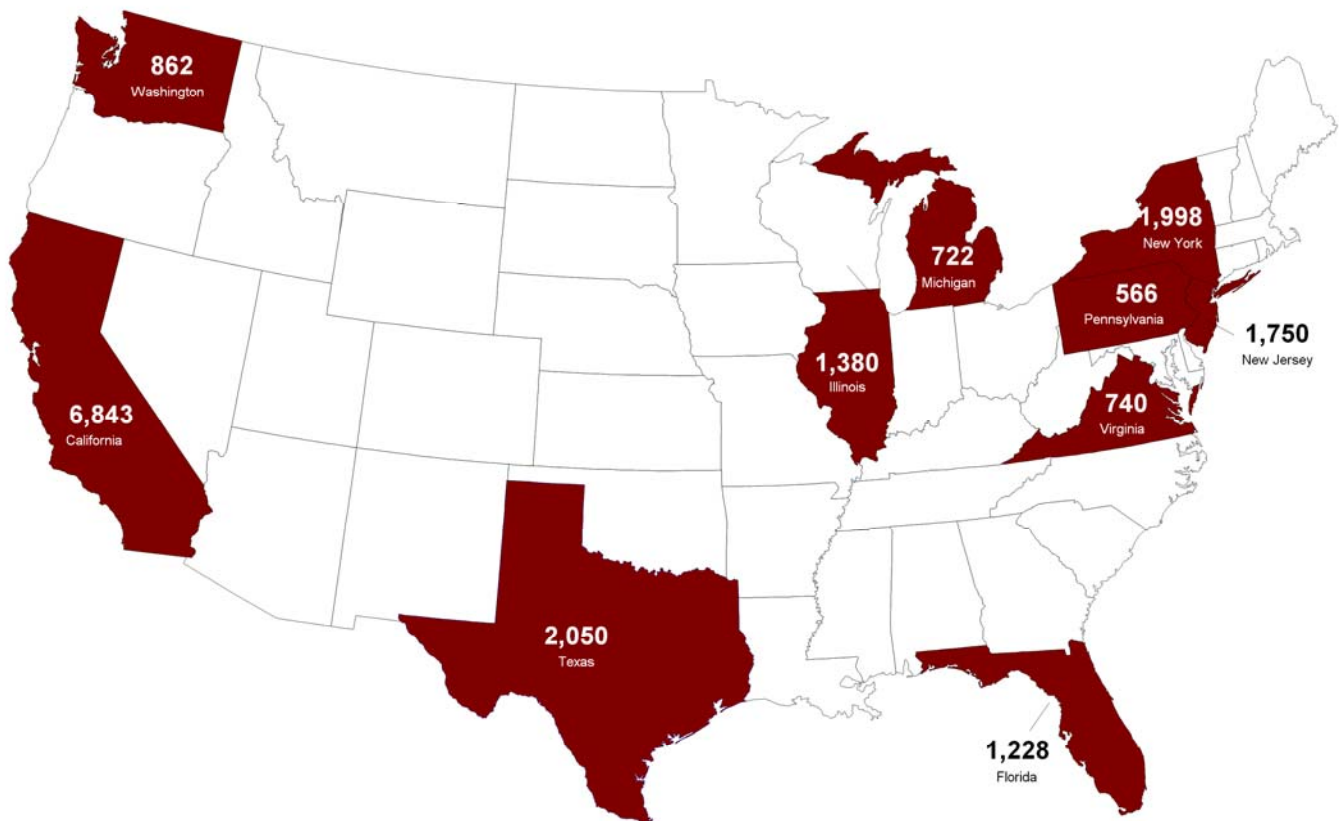 862
Washington
1,998
New York
722
Michigan
566
Pennsylvania
1,750
New Jersey
1,380
Illinois
740
Virginia
6,843
California
2,050
Texas
1,228
Florida